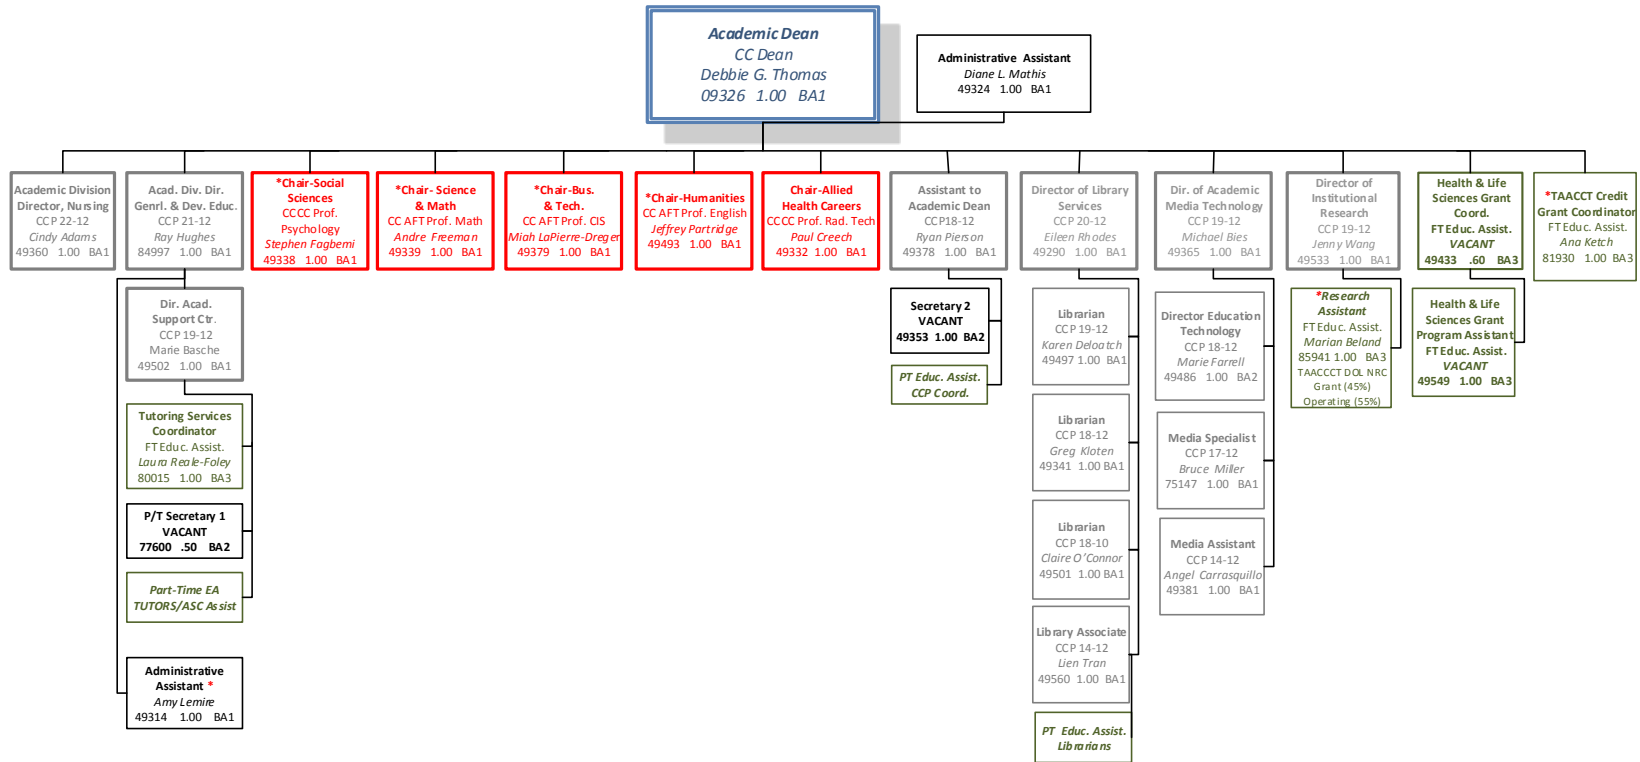 Academic Dean
CC Dean
Debbie G. Thomas
09326 1.00 BA1
Administrative Assistant
Diane L. Mathis
49324 1.00 BA1
Academic Division
Director, Nursing
CCP 22-12
Cindy Adams
49360 1.00 BA1
Acad. Div. Dir.
Genrl. & Dev. Educ.
CCP 21-12
Ray Hughes
84997 1.00 BA1
*Chair-Social
Sciences
CCCC Prof.
Psychology
Stephen Fagbemi
49338 1.00 BA1
*Chair- Science
& Math
CC AFT Prof. Math
Andre Freeman
49339 1.00 BA1
*Chair-Bus.
& Tech.
CC AFT Prof. CIS
Miah LaPierre-Dreger
49379 1.00 BA1
*Chair-Humanities
CC AFT Prof. English
Jeffrey Partridge
49493 1.00 BA1
Chair-Allied
Health Careers
CCCC Prof. Rad. Tech
Paul Creech
49332 1.00 BA1
Assistant to
Academic Dean
CCP18-12
Ryan Pierson
49378 1.00 BA1
Director of Library
Services
CCP 20-12
Eileen Rhodes
49290 1.00 BA1
Dir. of Academic
Media Technology
CCP 19-12
Michael Bies
49365 1.00 BA1
Director of
Institutional
Research
CCP 19-12
Jenny Wang
49533 1.00 BA1
Health & Life
Sciences Grant
Coord.
FT Educ. Assist.
VACANT
49433 .60 BA3
*TAACCT Credit
Grant Coordinator
FT Educ. Assist.
Ana Ketch
81930 1.00 BA3
Dir. Acad.
Support Ctr.
CCP 19-12
Marie Basche
49502 1.00 BA1
Secretary 2
VACANT
49353 1.00 BA2
PT Educ. Assist.
CCP Coord.
Librarian
CCP 19-12
Karen Deloatch
49497 1.00 BA1
Director Education
Technology
CCP 18-12
Marie Farrell
49486 1.00 BA2
*Research
Assistant
FT Educ. Assist.
Marian Beland
85941 1.00 BA3
TAACCCT DOL NRC
Grant (45%)
Operating (55%)
Health & Life
Sciences Grant
Program Assistant
FT Educ. Assist.
VACANT
49549 1.00 BA3
Tutoring Services
Coordinator
FT Educ. Assist.
Laura Reale-Foley
80015 1.00 BA3
Librarian
CCP 18-12
Greg Kloten
49341 1.00 BA1
Media Specialist
CCP 17-12
Bruce Miller
75147 1.00 BA1
P/T Secretary 1
VACANT
77600 .50 BA2
Librarian
CCP 18-10
Claire O'Connor
49501 1.00 BA1
Media Assistant
CCP 14-12
Angel Carrasquillo
49381 1.00 BA1
Part-Time EA
TUTORS/ASC Assist
Library Associate
CCP 14-12
Lien Tran
49560 1.00 BA1
Administrative
Assistant *
Amy Lemire
49314 1.00 BA1
PT Educ. Assist.
Librarians